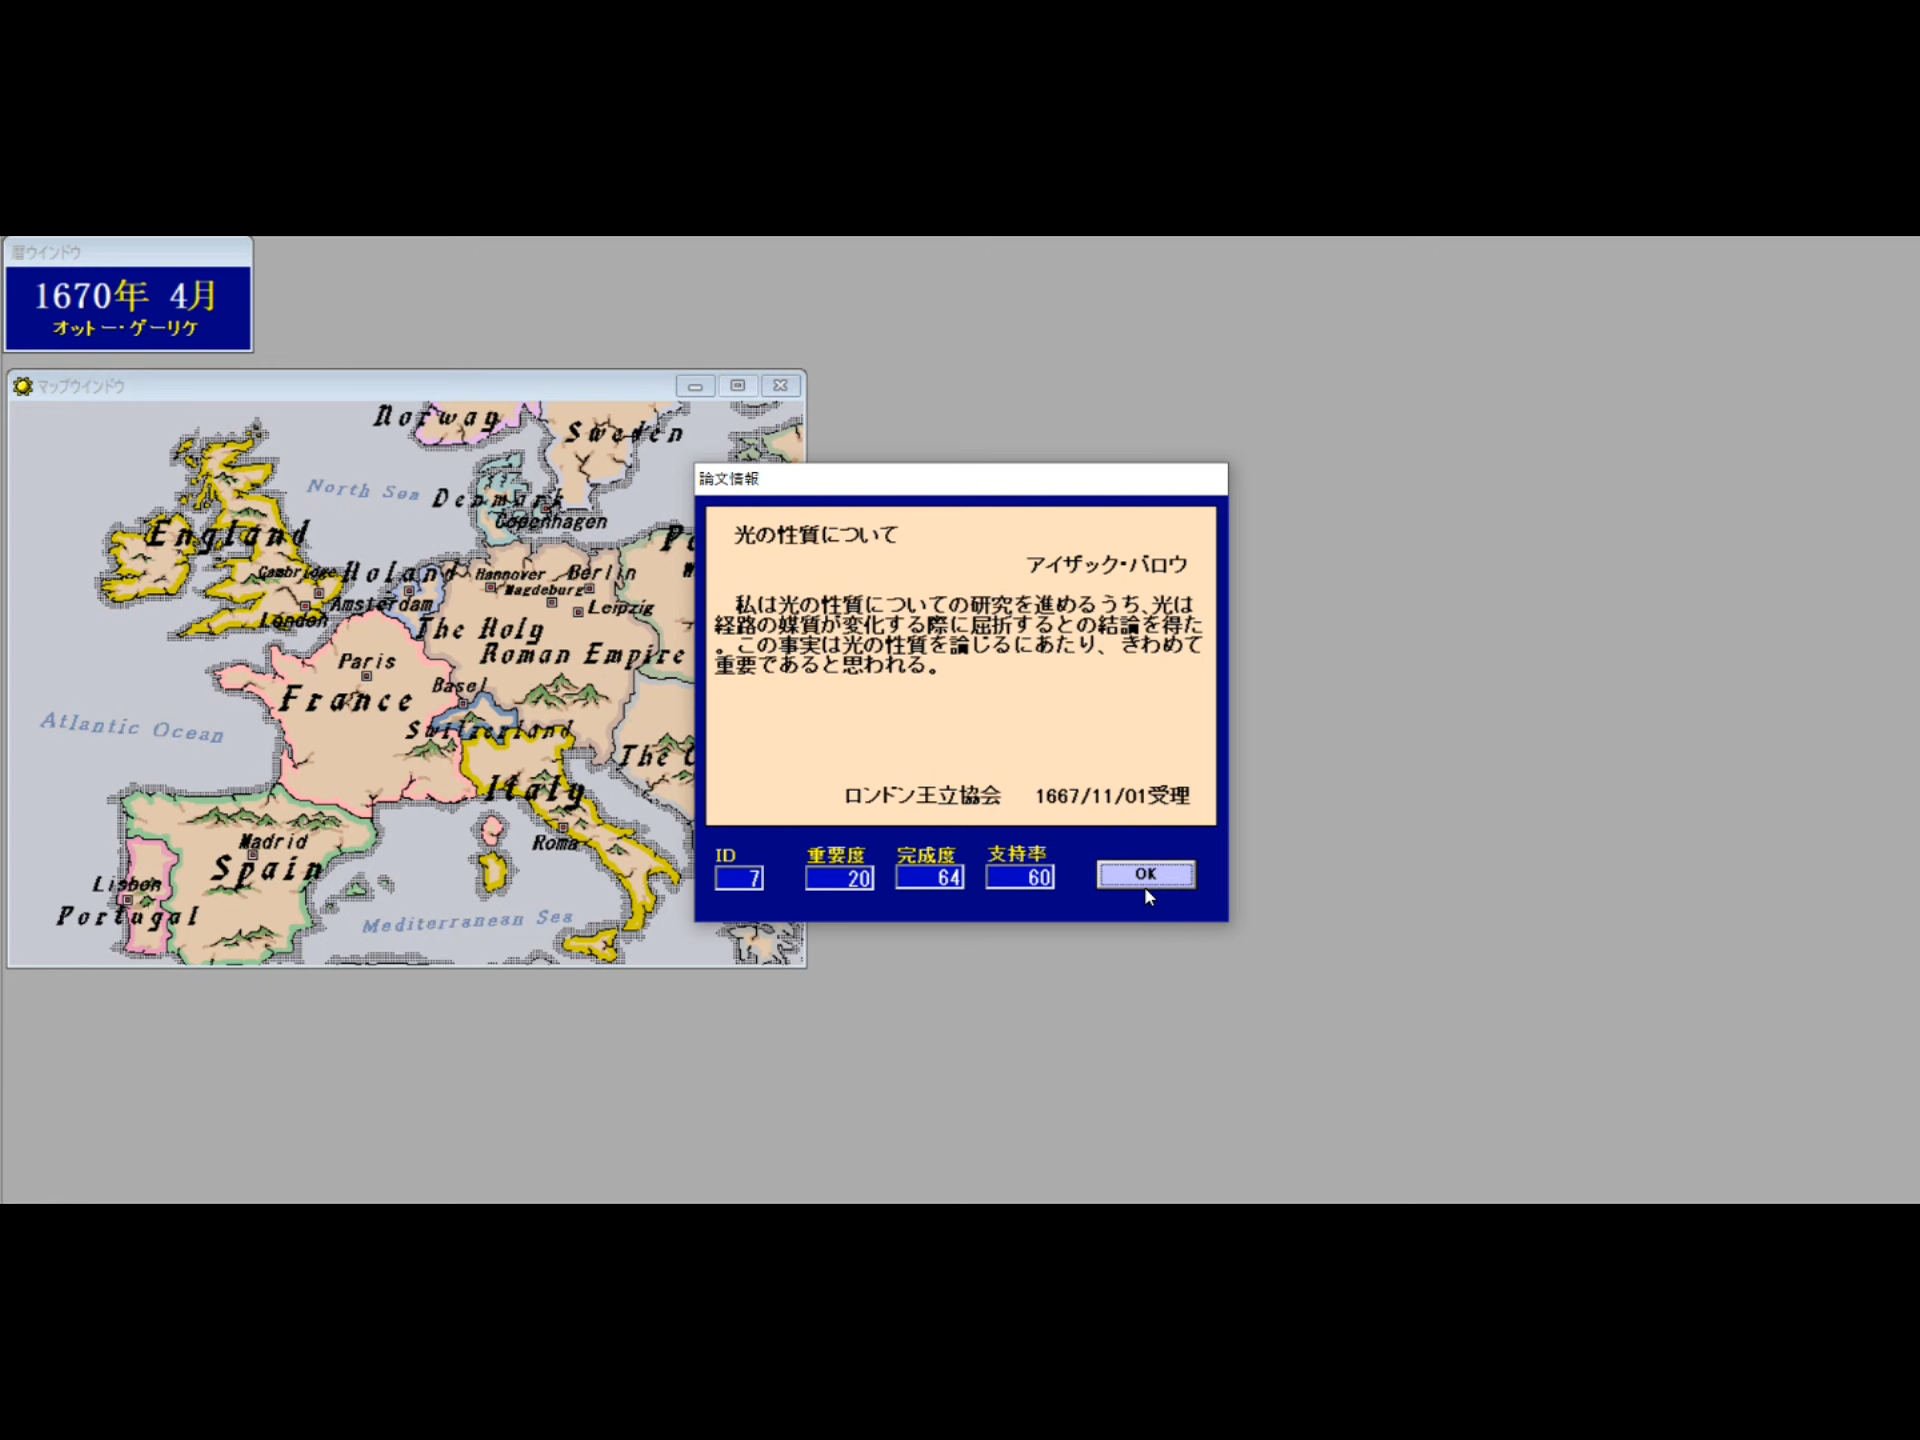 暦ウインドウ
1670年 4月
オットー・ゲーリケ
マップウインドウ
Norway
Sweden
North Sea
Denmark
Copenhagen
England
Cambridge
Holand
Hannover
Berlin
Magdeburg
Amsterdam
Leipzig
London
The Holy
Roman Empire
Paris
Basel
France
Switzerland
Atlantic Ocean
Italy
Madrid
Roma
Spain
Lisbon
Portugal
Mediterranean Sea
論文情報
光の性質について
アイザック・バロウ
私は光の性質についての研究を進めるうち、光は
経路の媒質が変化する際に屈折するとの結論を得た
。この事実は光の性質を論じるにあたり、きわめて
重要であると思われる。
ロンドン王立協会 1667/11/01受理
ID 重要度 完成度 支持率
7 20 64 60
OK